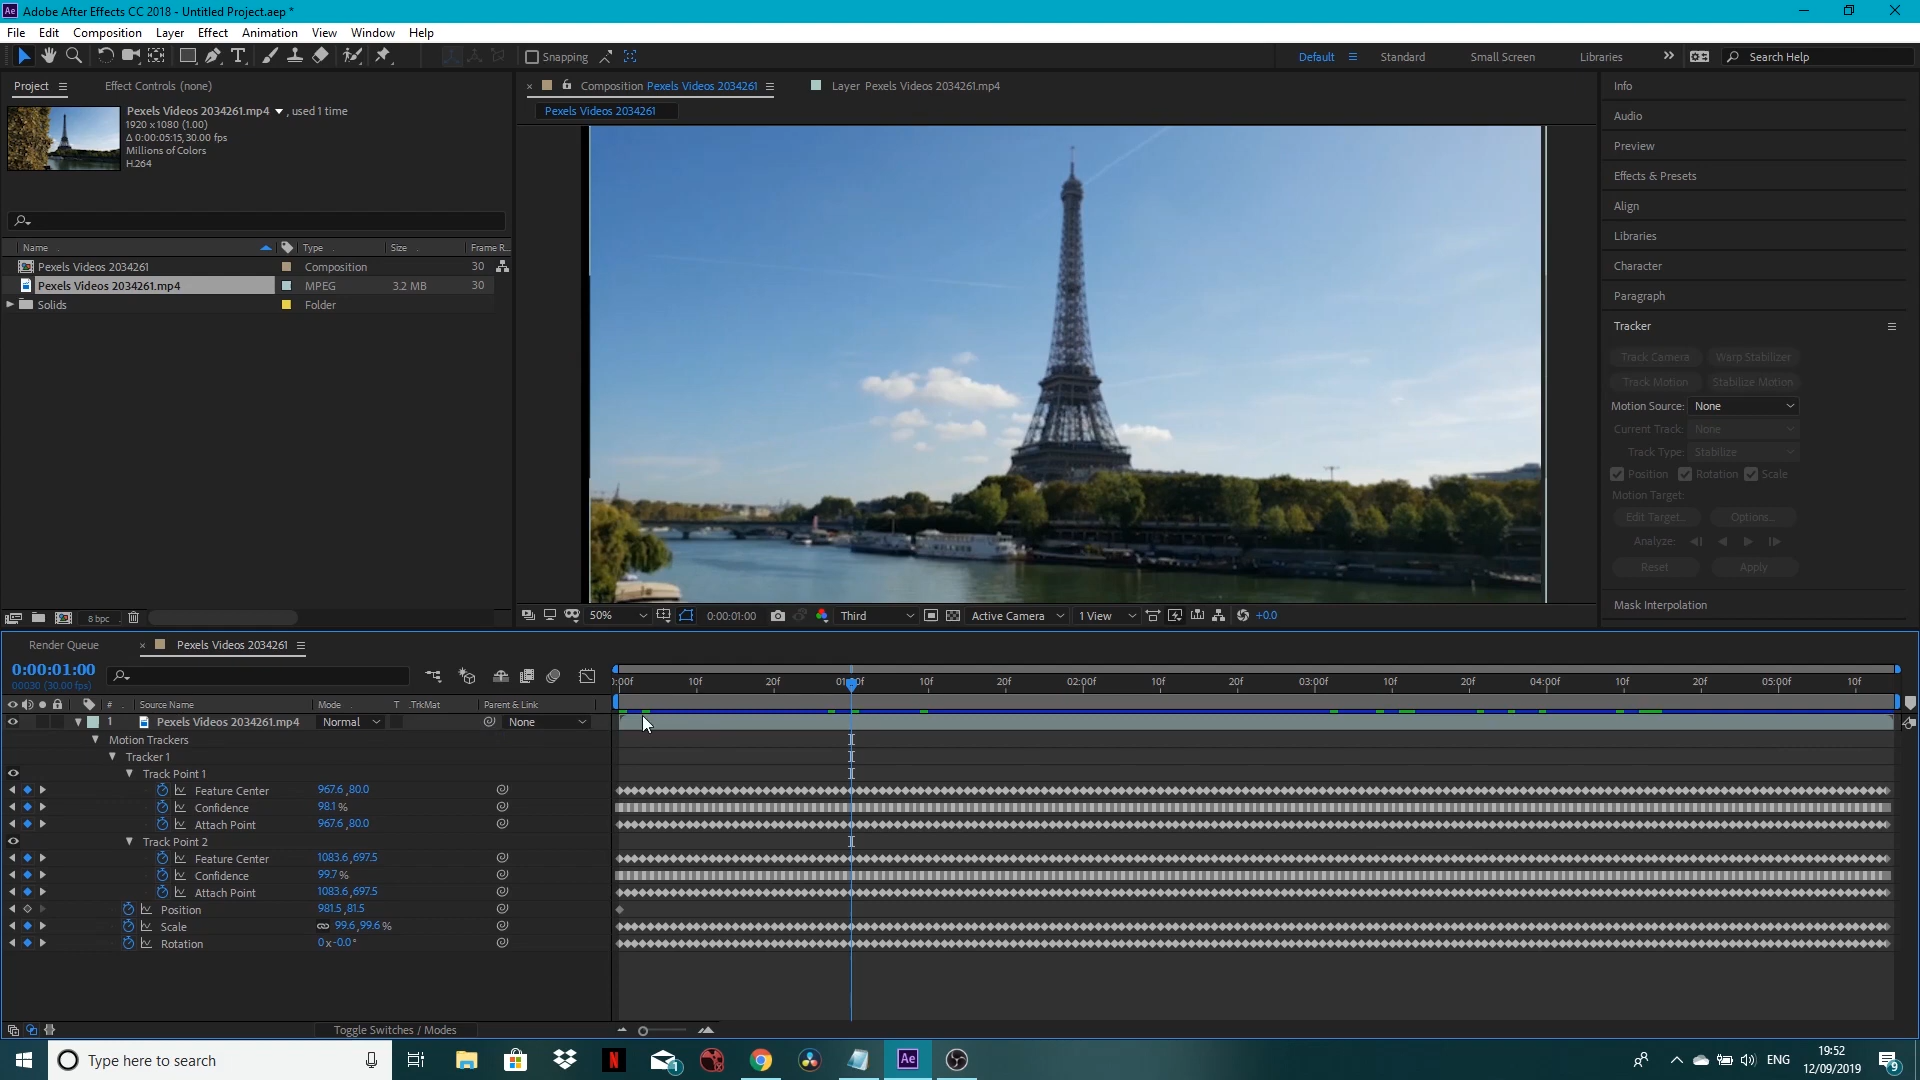 Ae Adobe After Effects CC 2018 - Untitled Project.aep *
File Edit Composition Layer Effect Animation View Window Help
Snapping Default Standard Small Screen Libraries Search Help
Project Effect Controls (none)
Pexels Videos 2034261.mp4 , used 1 time
1920 x 1080 (1.00)
Δ 0:00:05:15, 30.00 fps
Millions of Colors
H.264
Name Type Size Frame R...
Pexels Videos 2034261 Composition 30
Pexels Videos 2034261.mp4 MPEG 3.2 MB 30
Solids Folder
8 bpc
Composition Pexels Videos 2034261 Layer Pexels Videos 2034261.mp4
Pexels Videos 2034261
50% 0:00:01:00 Third Active Camera 1 View +0.0
Info
Audio
Preview
Effects & Presets
Align
Libraries
Character
Paragraph
Tracker
Track Camera Warp Stabilizer
Track Motion Stabilize Motion
Motion Source: None
Current Track: None
Track Type: Stabilize
Position Rotation Scale
Motion Target:
Edit Target... Options...
Analyze:
Reset Apply
Mask Interpolation
Render Queue Pexels Videos 2034261
0:00:01:00
00030 (30.00 fps)
# Source Name Mode T .TrkMat Parent & Link
):00f 10f 20f 01:00f 10f 20f 02:00f 10f 20f 03:00f 10f 20f 04:00f 10f 20f 05:00f 10f
1 Pexels Videos 2034261.mp4 Normal None
Motion Trackers
Tracker 1
Track Point 1
Feature Center 967.6 ,80.0
Confidence 98.1 %
Attach Point 967.6 ,80.0
Track Point 2
Feature Center 1083.6 ,697.5
Confidence 99.7 %
Attach Point 1083.6 ,697.5
Position 981.5 ,81.5
Scale 99.6 ,99.6 %
Rotation 0 x -0.0 °
Toggle Switches / Modes
Type here to search
N 1 Ae ENG 19:52
12/09/2019 9